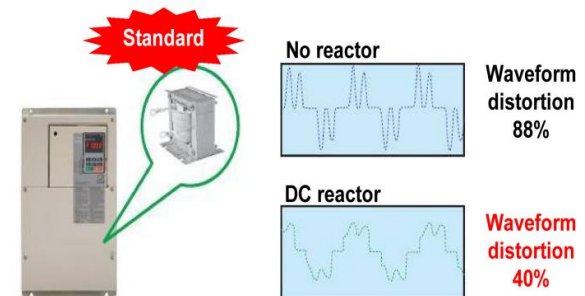 Standard
No reactor
Waveform
distortion
88%
DC reactor
Waveform
distortion
40%